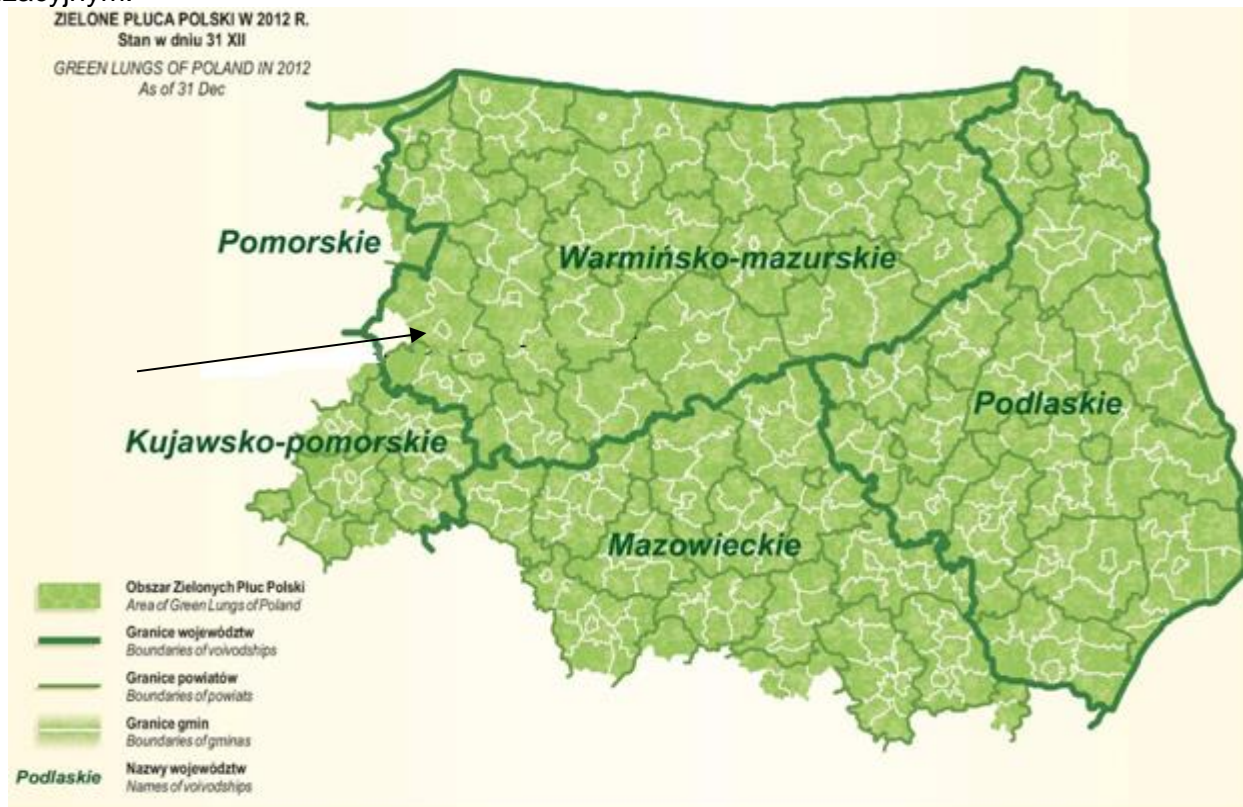 ZIELONE PŁUCA POLSKI W 2012 R.
Stan w dniu 31 XII
GREEN LUNGS OF POLAND IN 2012
As of 31 Dec
Pomorskie
Warmińsko-mazurskie
Podlaskie
Kujawsko-pomorskie
Mazowieckie
Obszar Zielonych Płuc Polski
Area of Green Lungs of Poland
Granice województw
Boundaries of voivodships
Granice powiatów
Boundaries of powiats
Granice gmin
Boundaries of gminas
Podlaskie
Nazwy województw
Names of voivodships